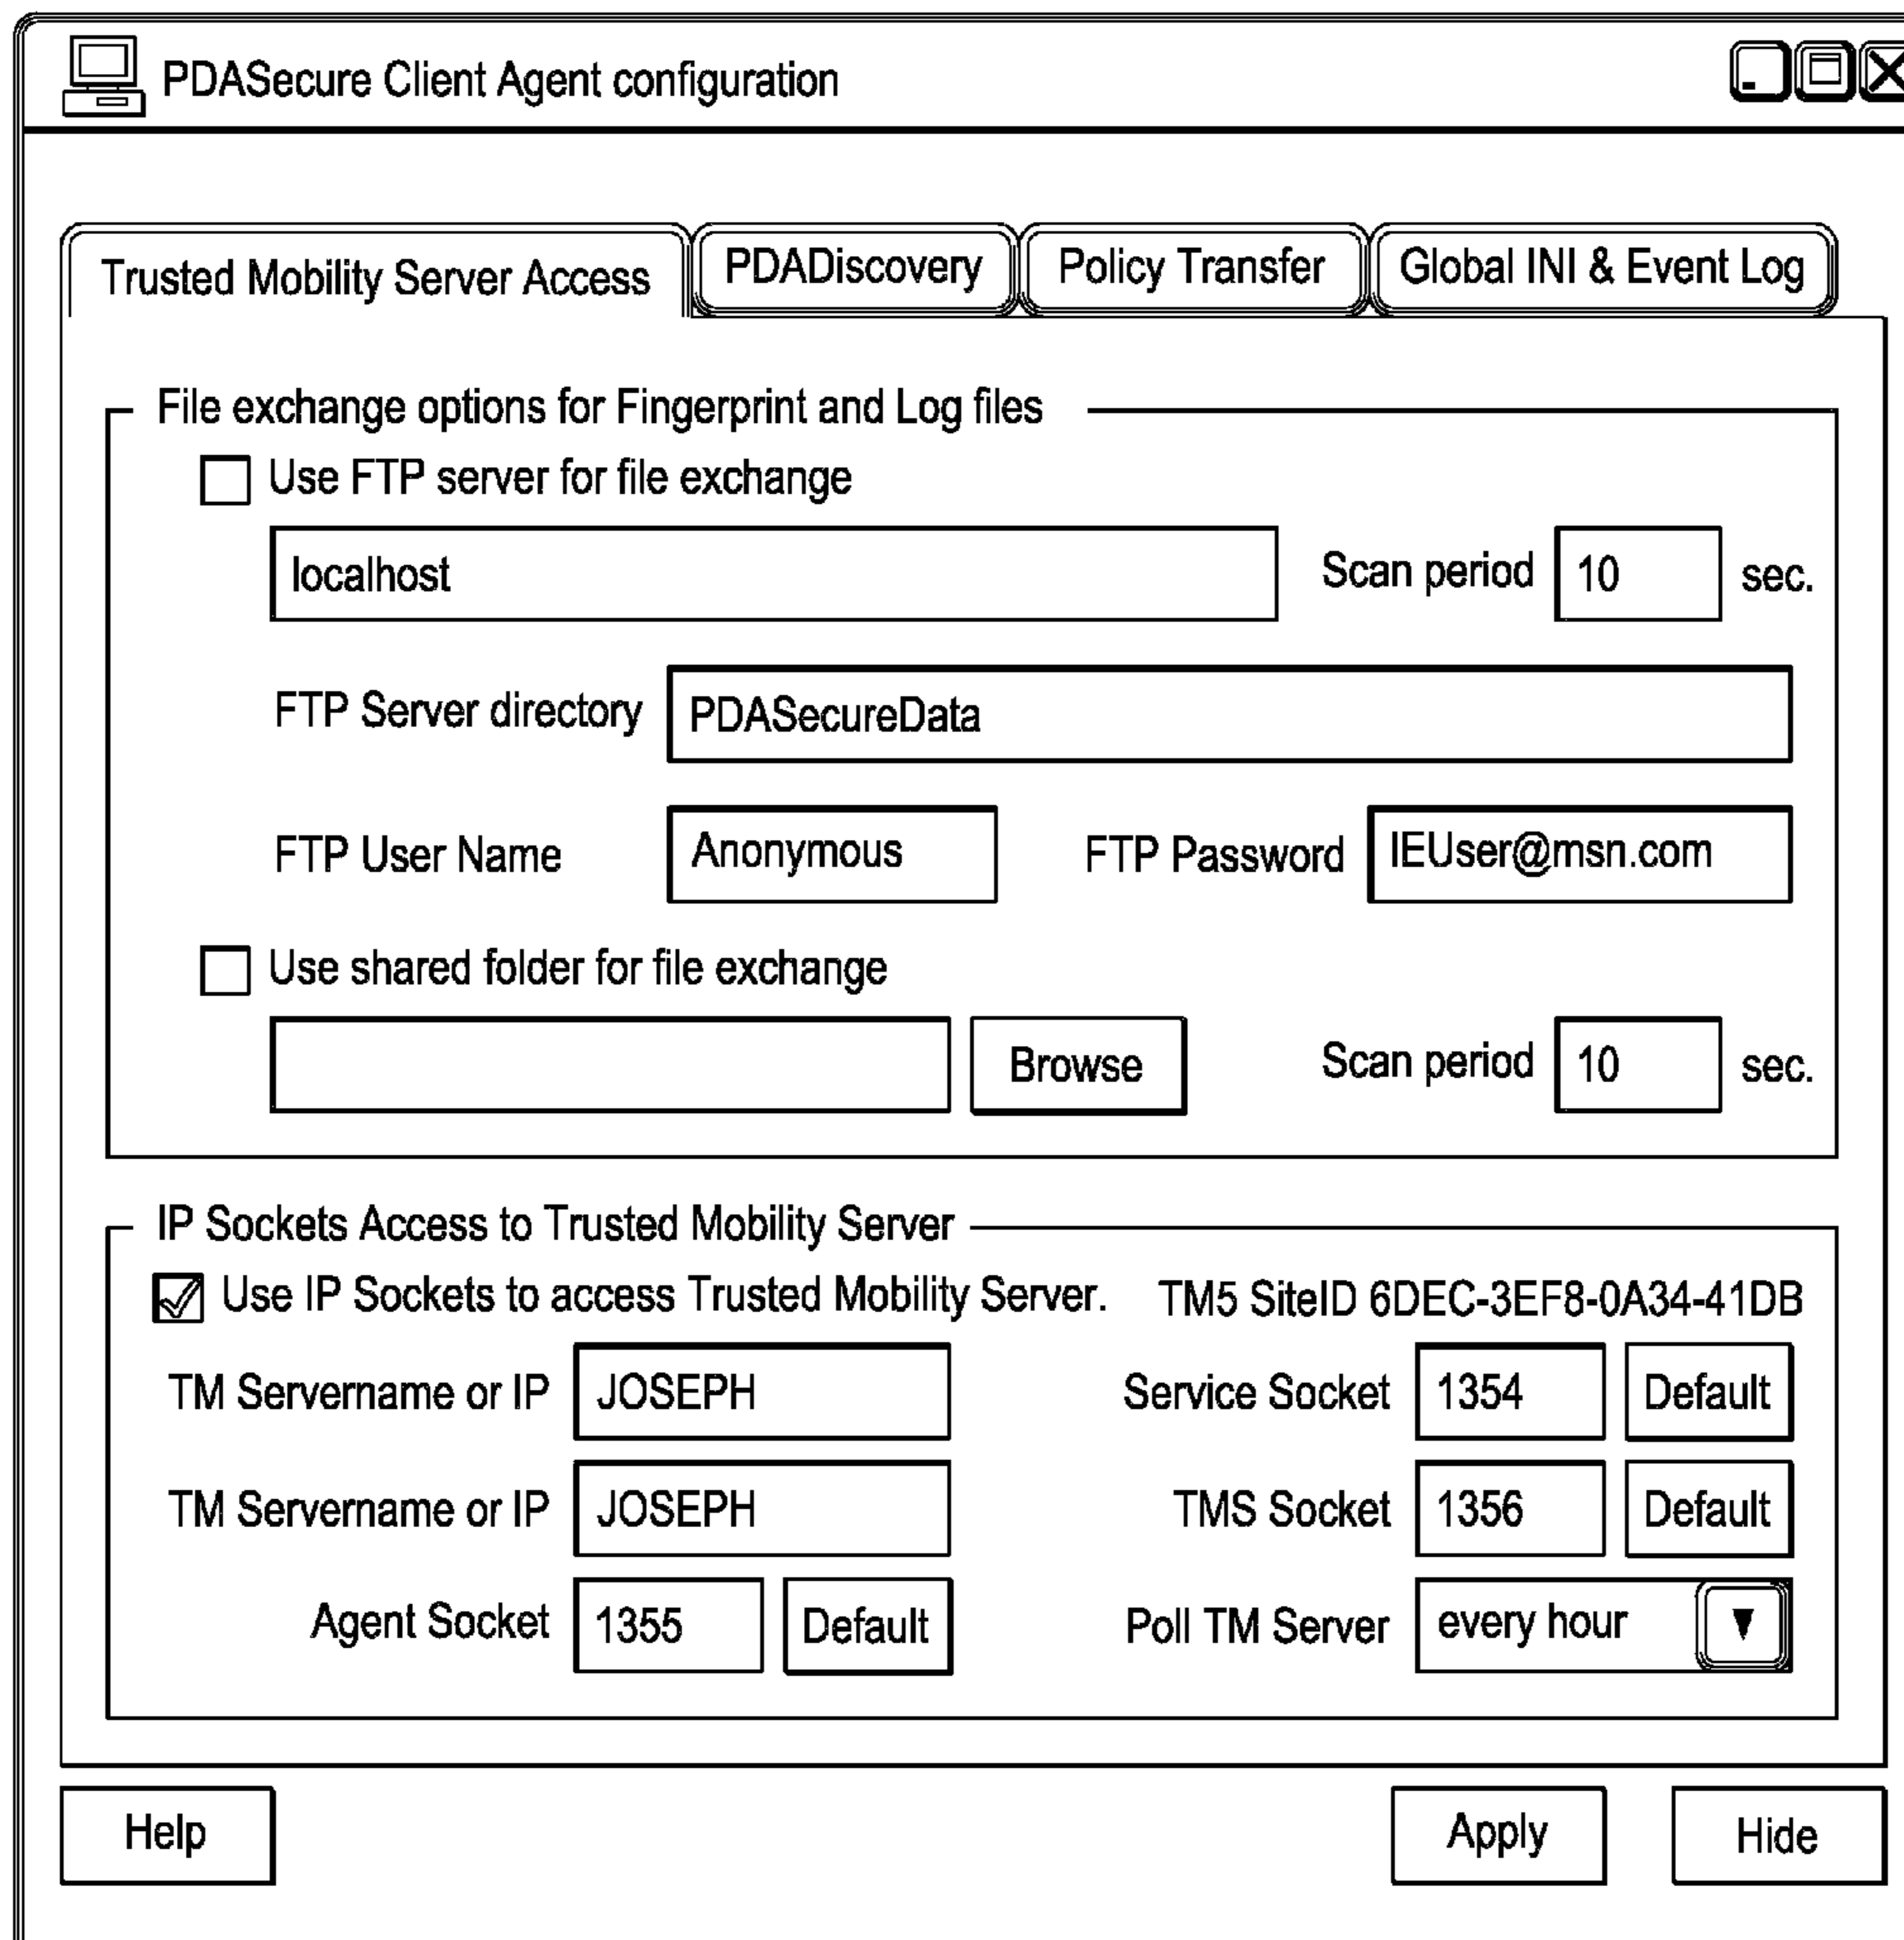 PDASecure Client Agent configuration
Trusted Mobility Server Access PDADiscovery Policy Transfer Global INI & Event Log
File exchange options for Fingerprint and Log files
Use FTP server for file exchange
localhost Scan period 10 sec.
FTP Server directory PDASecureData
FTP User Name Anonymous FTP Password IEUser@msn.com
Use shared folder for file exchange
Browse Scan period 10 sec.
IP Sockets Access to Trusted Mobility Server
Use IP Sockets to access Trusted Mobility Server. TM5 SiteID 6DEC-3EF8-0A34-41DB
TM Servername or IP JOSEPH Service Socket 1354 Default
TM Servername or IP JOSEPH TMS Socket 1356 Default
Agent Socket 1355 Default Poll TM Server every hour
Help Apply Hide